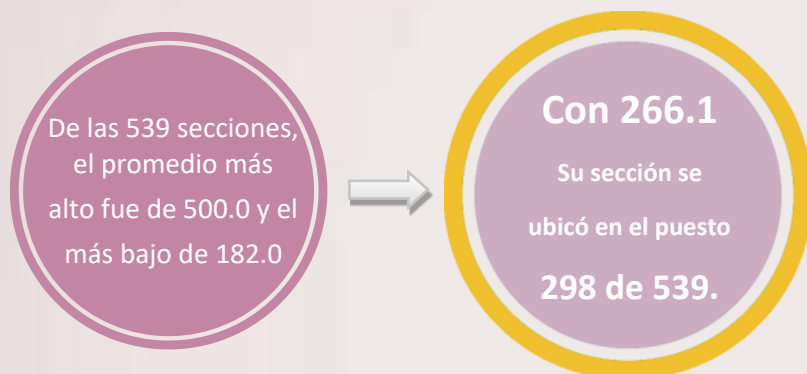 De las 539 secciones,
el promedio más
alto fue de 500.0 y el
más bajo de 182.0
Con 266.1
Su sección se
ubicó en el puesto
298 de 539.